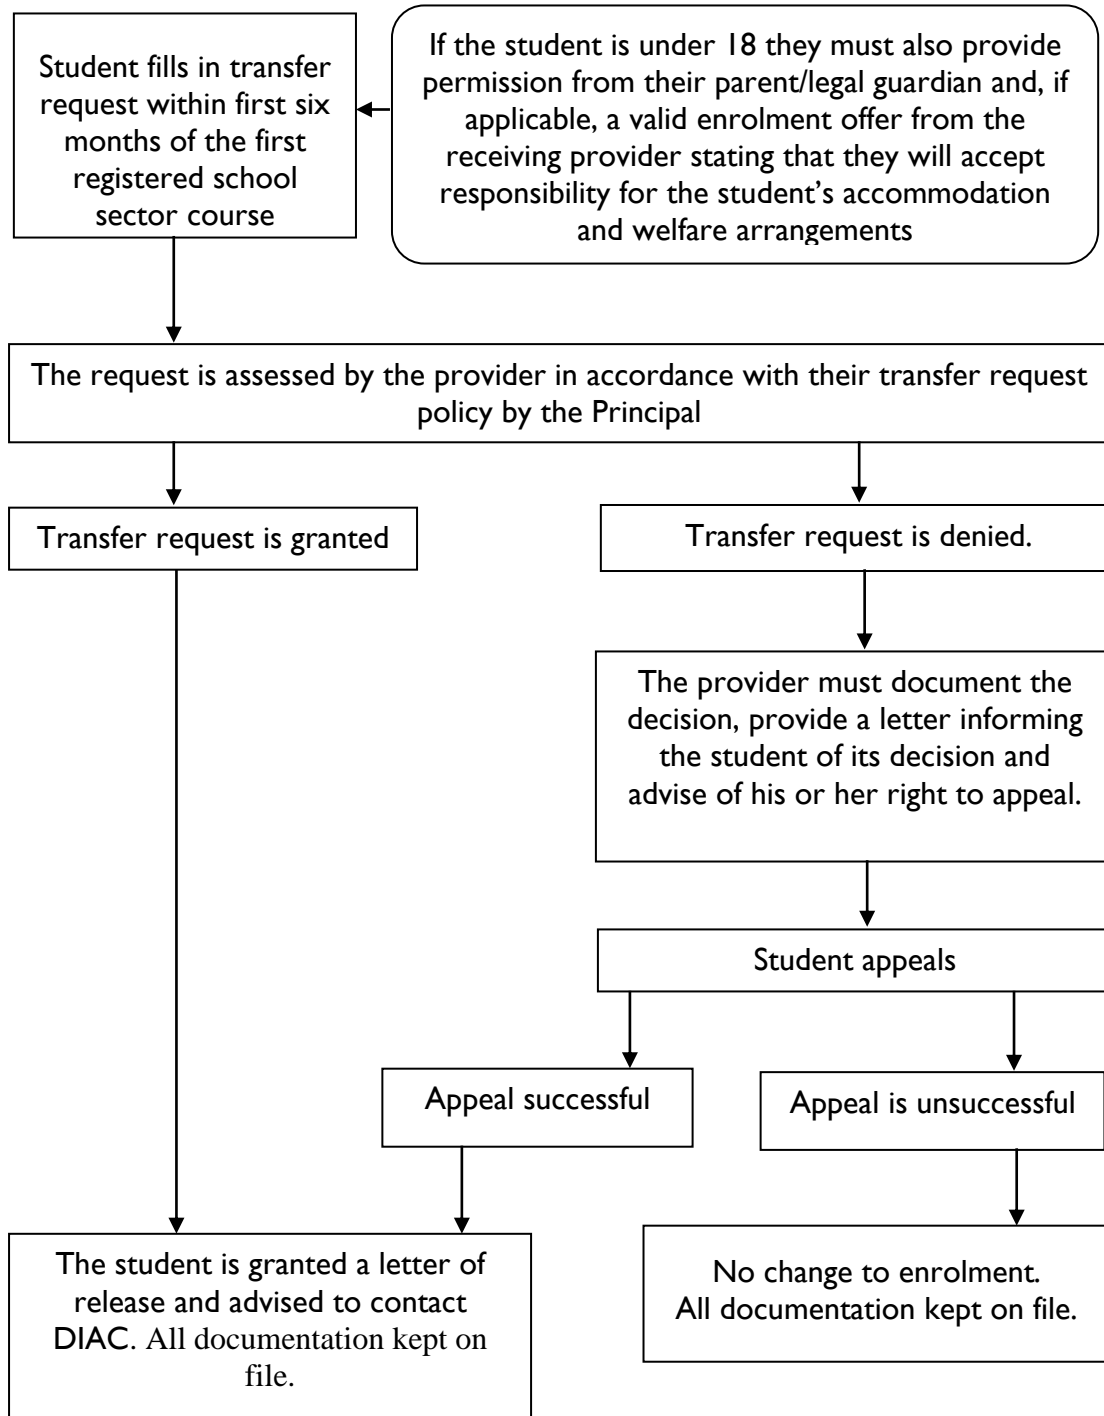 Student fills in transfer
request within first six
months of the first
registered school
sector course
If the student is under 18 they must also provide
permission from their parent/legal guardian and, if
applicable, a valid enrolment offer from the
receiving provider stating that they will accept
responsibility for the student’s accommodation
and welfare arrangements
The request is assessed by the provider in accordance with their transfer request
policy by the Principal
Transfer request is granted
Transfer request is denied.
The provider must document the
decision, provide a letter informing
the student of its decision and
advise of his or her right to appeal.
Student appeals
Appeal successful
Appeal is unsuccessful
The student is granted a letter of
release and advised to contact
DIAC. All documentation kept on
file.
No change to enrolment.
All documentation kept on file.